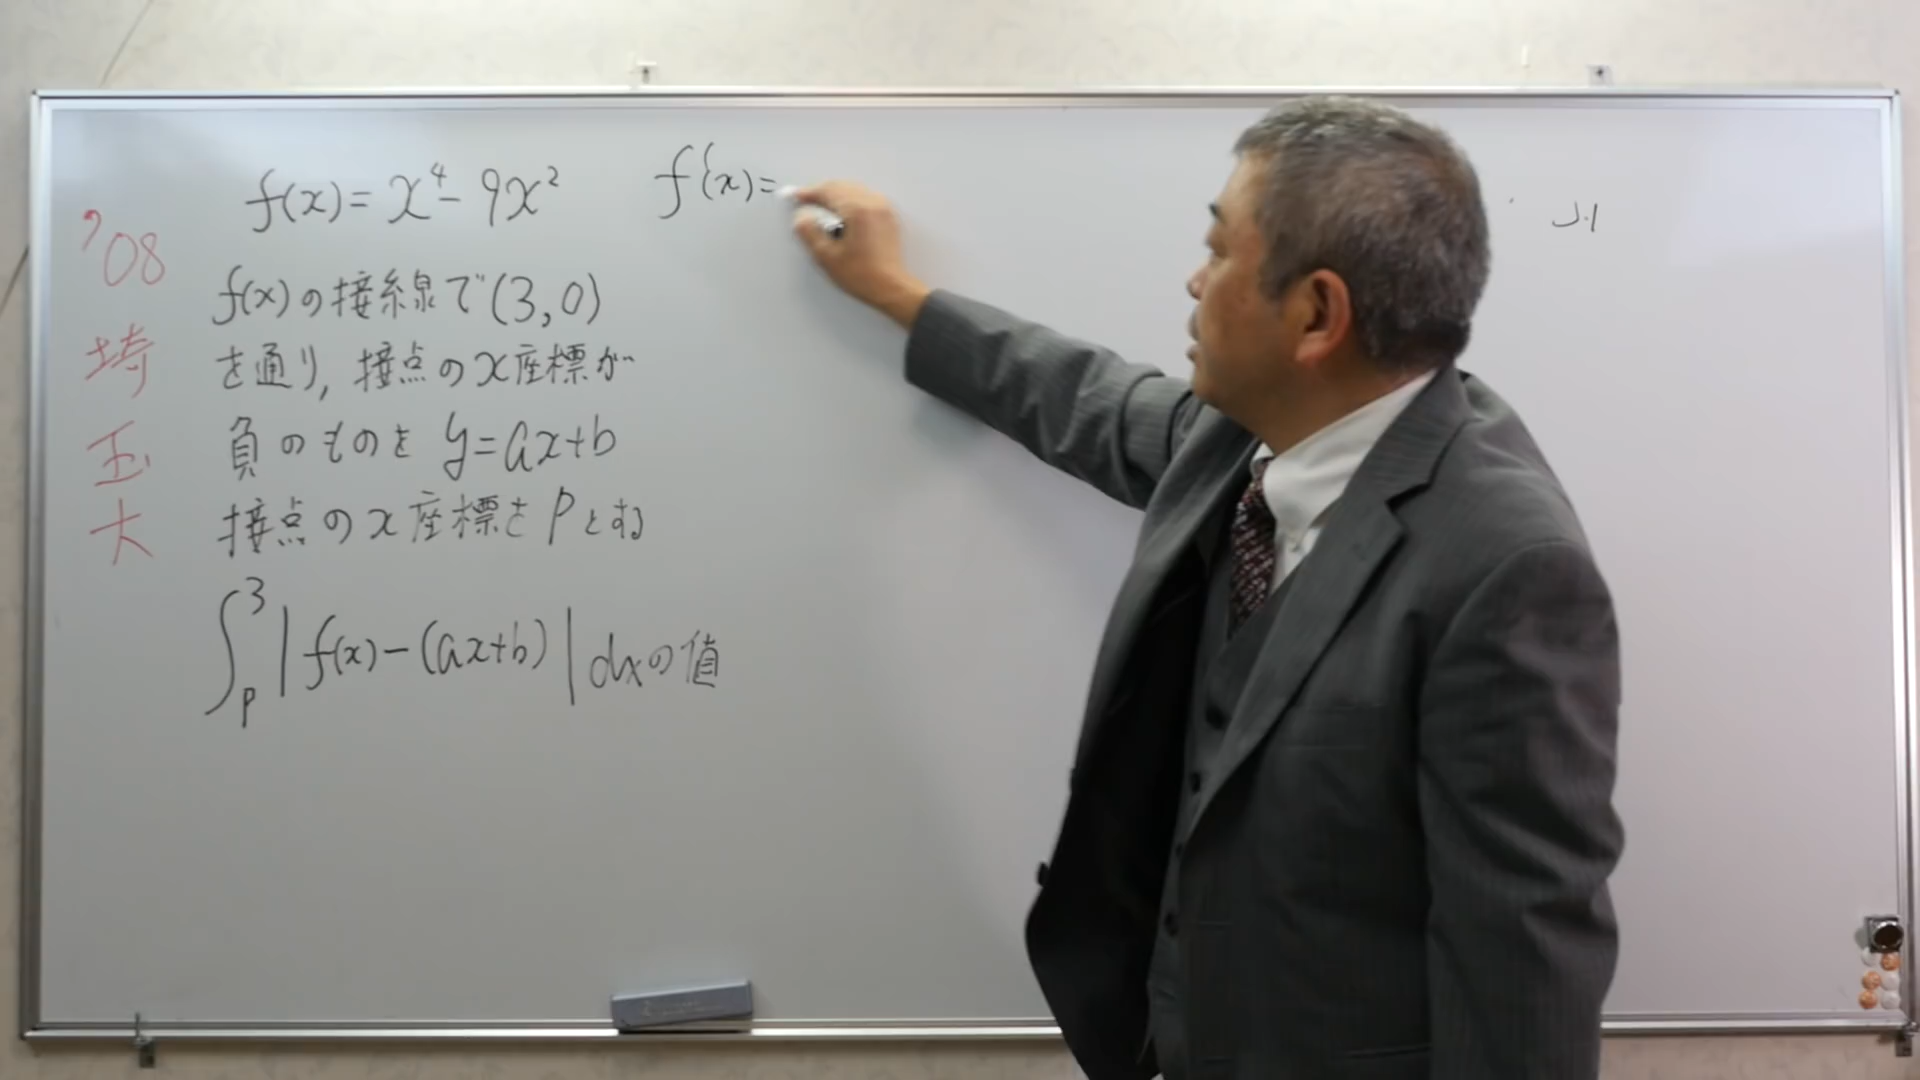 '08
埼
玉
大
f(x)= x⁴- 9x²
f(x)の接線で(3,0)
を通り, 接点のx座標が
負のものを y=ax+b
接点のx座標をpとする
∫ₚ³|f(x)-(ax+b)|dxの値
f'(x)=